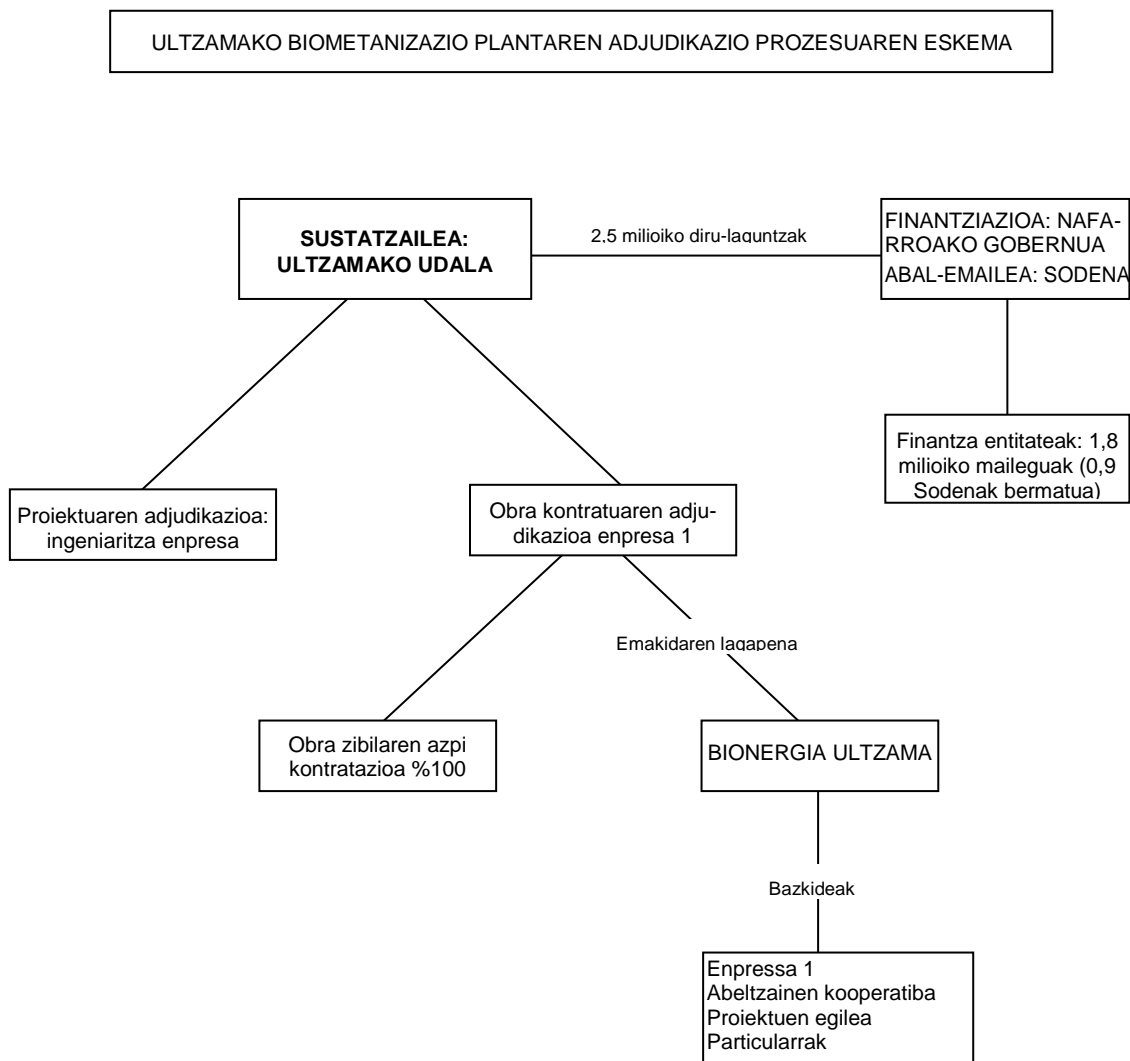 ULTZAMAKO BIOMETANIZAZIO PLANTAREN ADJUDIKAZIO PROZESUAREN ESKEMA
SUSTATZAILEA:
ULTZAMAKO UDALA
2,5 milioiko diru-laguntzak
FINANTZIAZIOA: NAFA-
RROAKO GOBERNUA
ABAL-EMAILEA: SODENA
Finantza entitateak: 1,8
milioiko maileguak (0,9
Sodenak bermatua)
Proiektuaren adjudikazioa:
ingeniaritza enpresa
Obra kontratuaren adju-
dikazioa enpresa 1
Emakidaren lagapena
Obra zibilaren azpi
kontratazioa %100
BIONERGIA ULTZAMA
Bazkideak
Enpressa 1
Abeltzainen kooperatiba
Proiektuen egilea
Particularrak